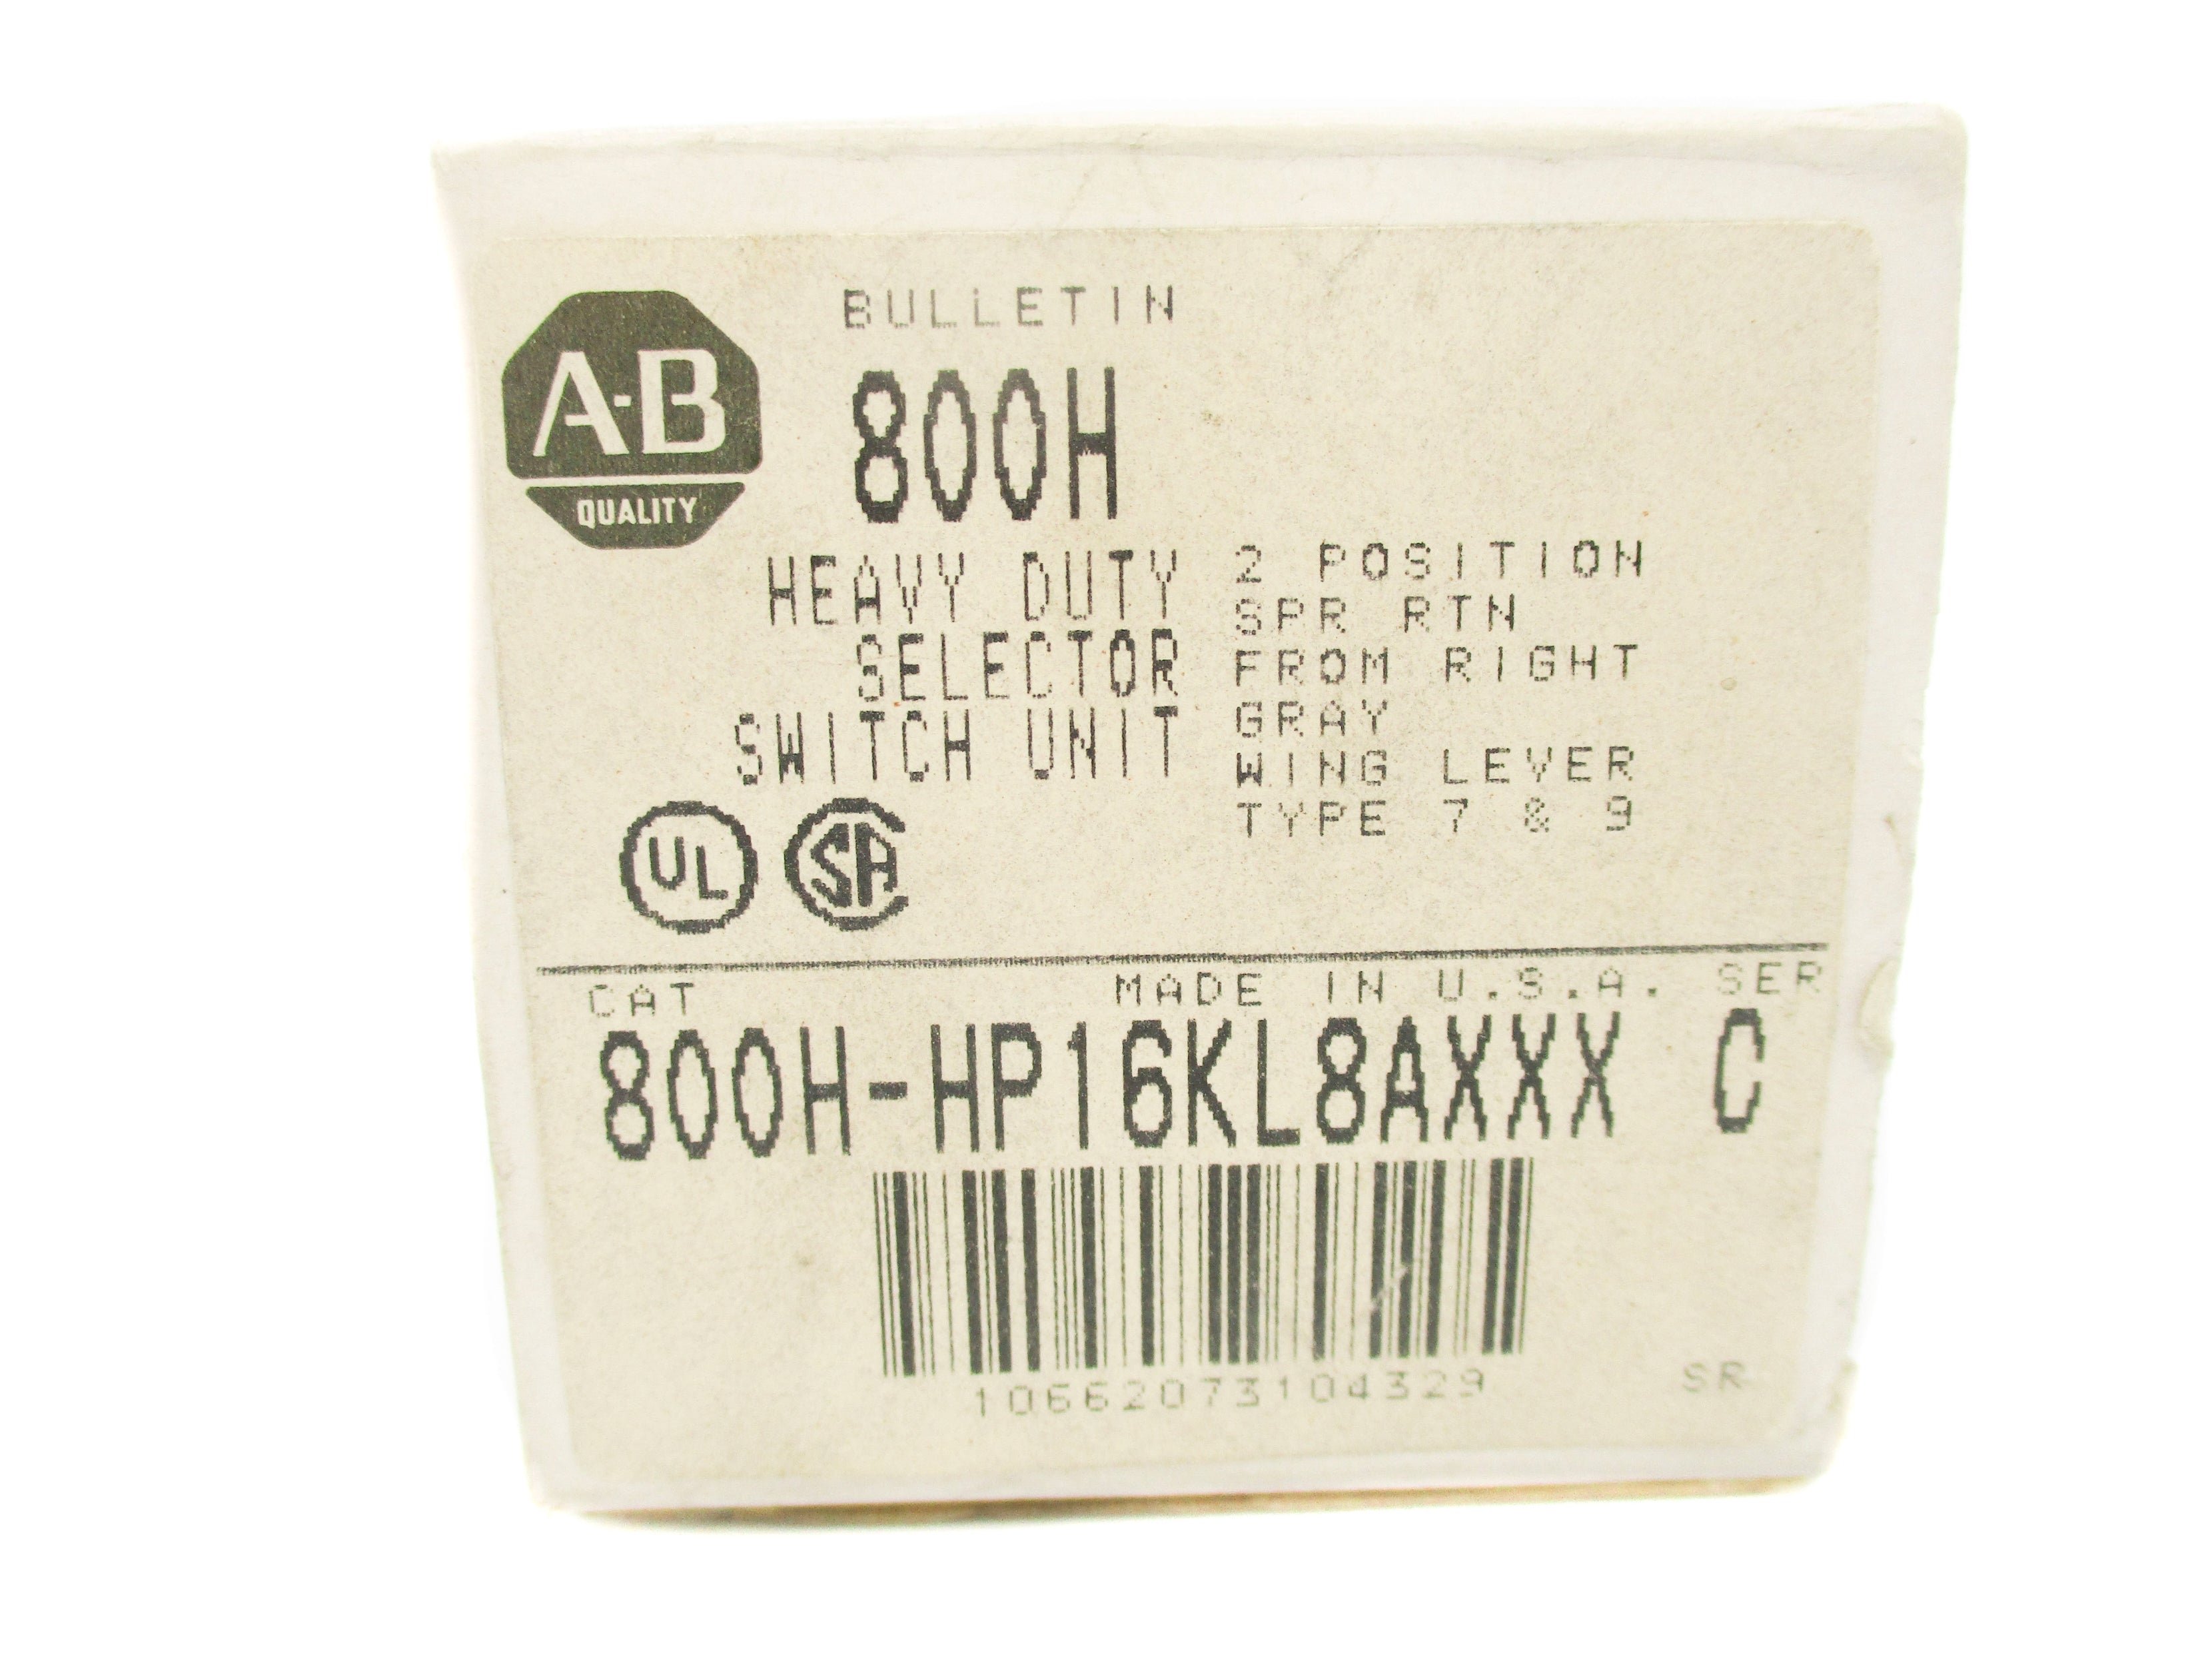 A-B
QUALITY
BULLETIN
800H
HEAVY DUTY
SELECTOR
SWITCH UNIT
2 POSITION
SPR RTN
FROM RIGHT
GRAY
WING LEVER
TYPE 7 & 9
UL
CSA
CAT
MADE IN U.S.A.
SER
800H-HP16KL8AXXX
C
10662073104329
SR